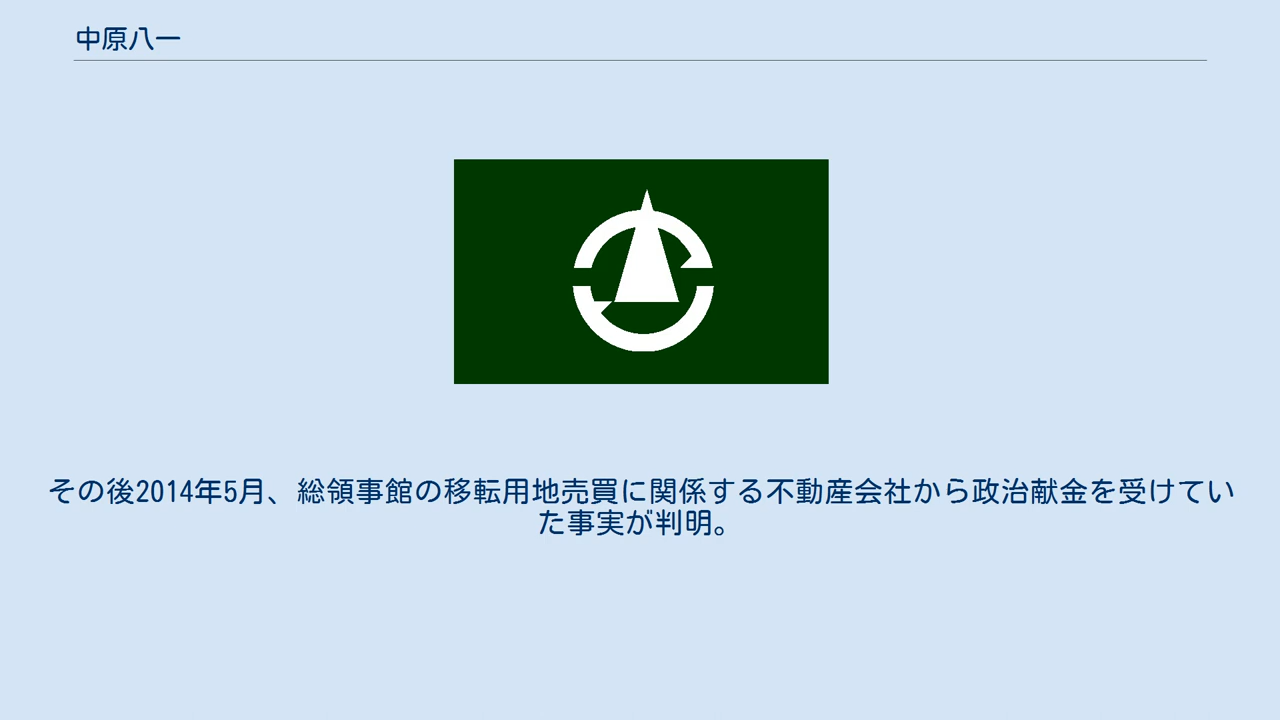 中原八一
その後2014年5月、総領事館の移転用地売買に関係する不動産会社から政治献金を受けてい
た事実が判明。